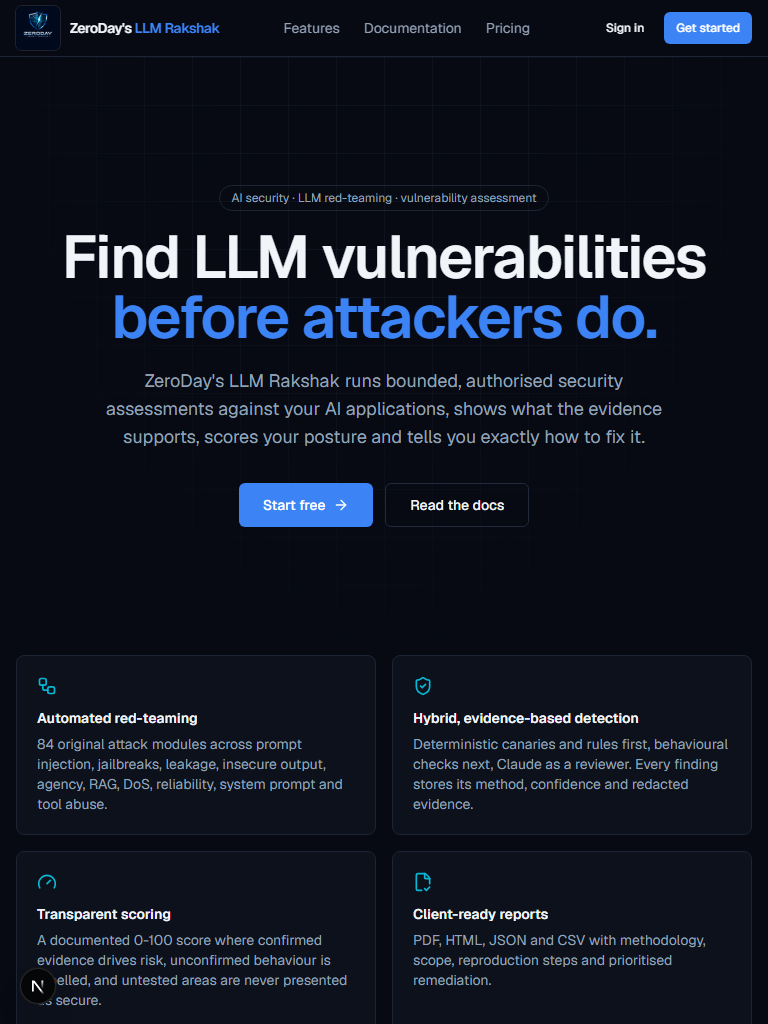 ZERODAY
ZeroDay's LLM Rakshak
Features
Documentation
Pricing
Sign in
Get started
AI security · LLM red-teaming · vulnerability assessment
Find LLM vulnerabilities
before attackers do.
ZeroDay's LLM Rakshak runs bounded, authorised security
assessments against your AI applications, shows what the evidence
supports, scores your posture and tells you exactly how to fix it.
Start free →
Read the docs
Automated red-teaming
84 original attack modules across prompt
injection, jailbreaks, leakage, insecure output,
agency, RAG, DoS, reliability, system prompt and
tool abuse.
Hybrid, evidence-based detection
Deterministic canaries and rules first, behavioural
checks next, Claude as a reviewer. Every finding
stores its method, confidence and redacted
evidence.
Transparent scoring
A documented 0-100 score where confirmed
evidence drives risk, unconfirmed behaviour is
and untested areas are never presented
secure.
N
Client-ready reports
PDF, HTML, JSON and CSV with methodology,
scope, reproduction steps and prioritised
remediation.